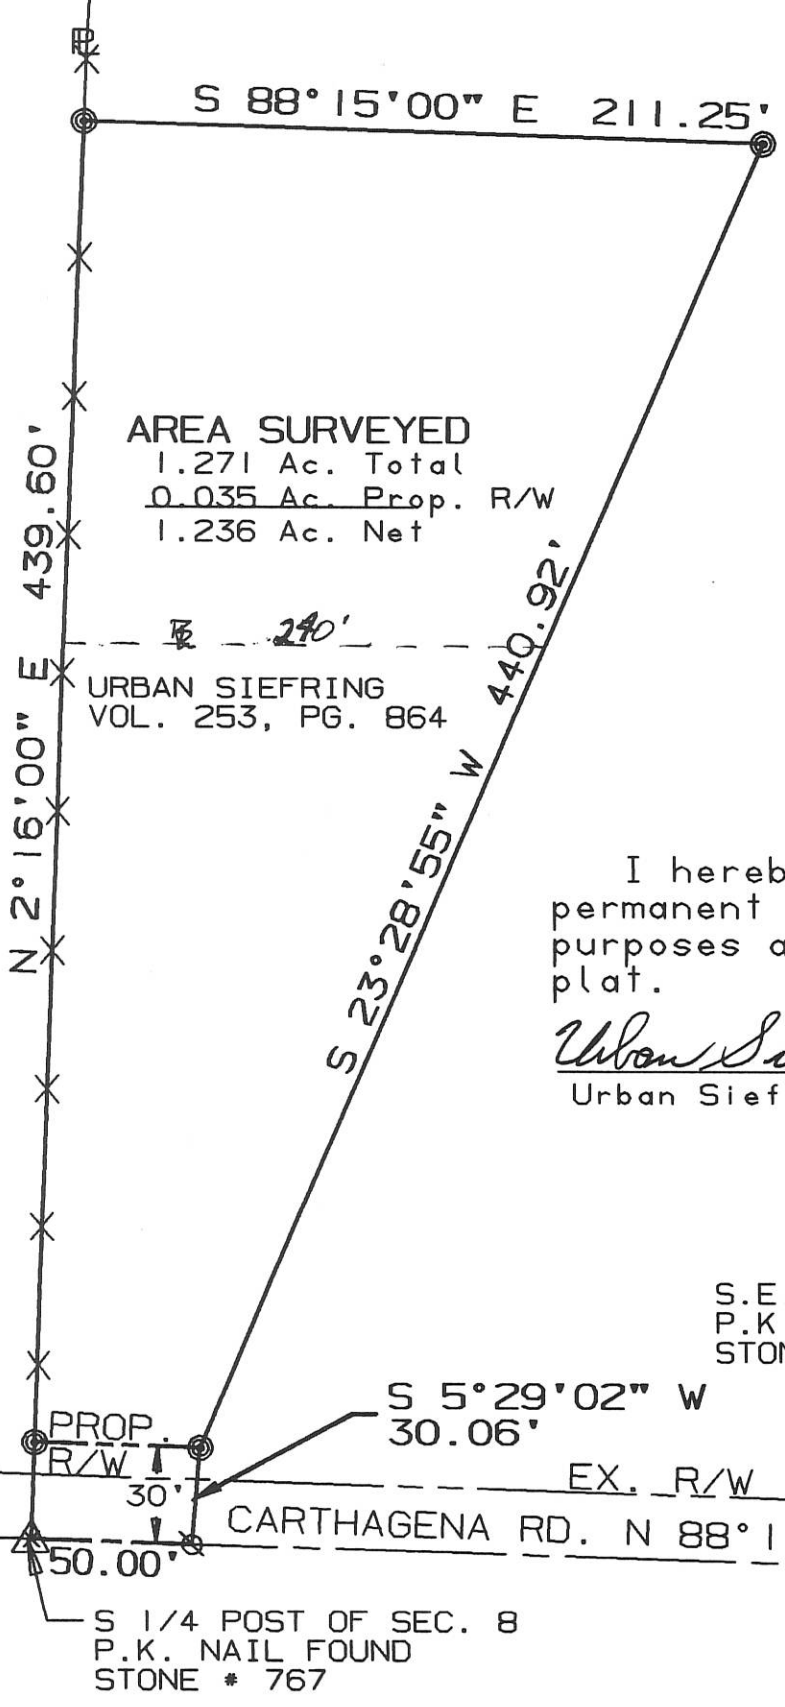 PL
S 88°15'00" E 211.25'
AREA SURVEYED
1.271 Ac. Total
0.035 Ac. Prop. R/W
1.236 Ac. Net
439.60'
N 2°16'00" E
240'
URBAN SIEFRING
VOL. 253, PG. 864
S 23°28'55" W 440.92'
I hereb
permanent
purposes a
plat.
Urban Si
Urban Sief
S.E
P.K
STON
S 5°29'02" W
30.06'
PROP.
R/W
30'
EX. R/W
CARTHAGENA RD. N 88°1
50.00'
S 1/4 POST OF SEC. 8
P.K. NAIL FOUND
STONE # 767